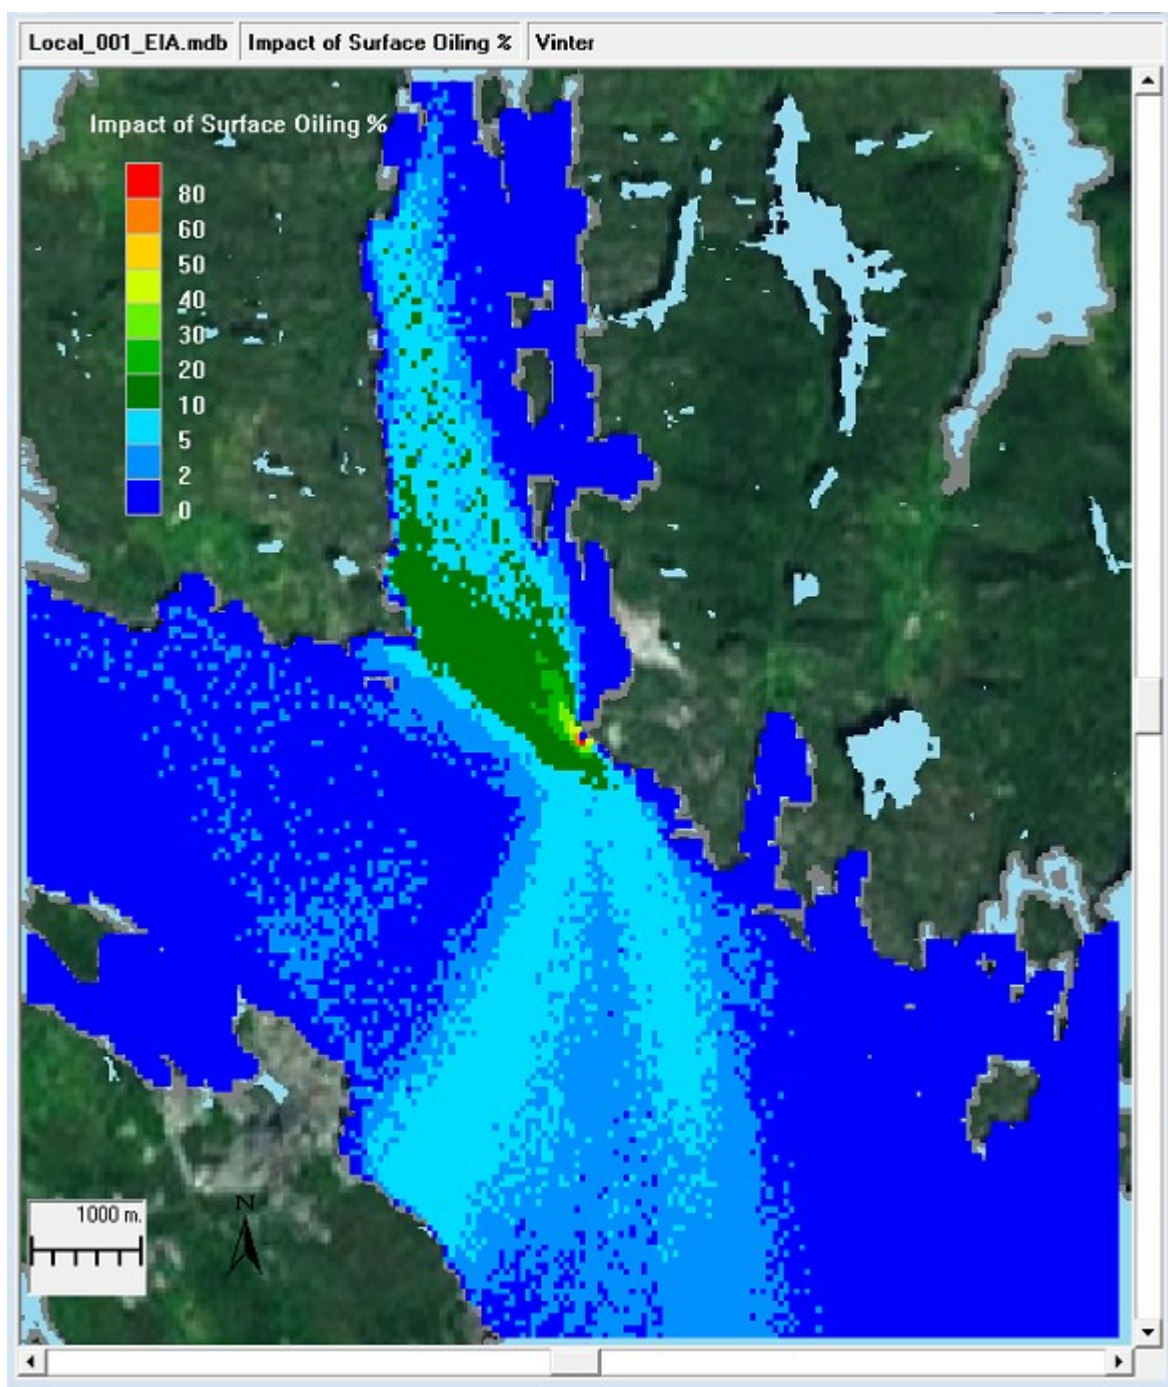 Local_001_EIA.mdb Impact of Surface Oiling % Vinter
Impact of Surface Oiling %
80
60
50
40
30
20
10
5
2
0
N
1000 m.